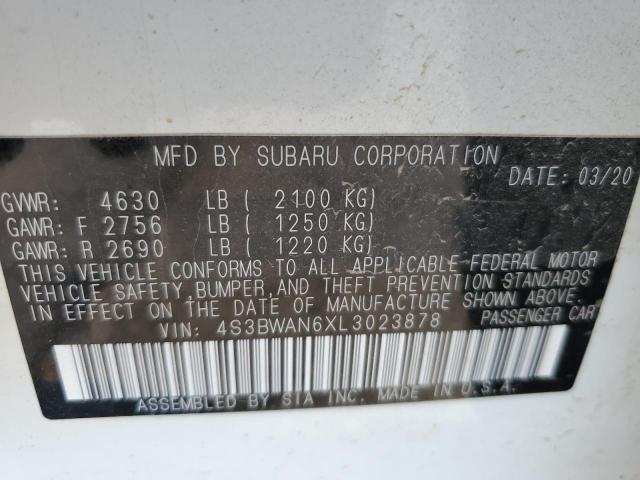 MFD BY SUBARU CORPORATION
DATE: 03/20
GVWR: 4630 LB ( 2100 KG)
GAWR: F 2756 LB ( 1250 KG)
GAWR: R 2690 LB ( 1220 KG)
THIS VEHICLE CONFORMS TO ALL APPLICABLE FEDERAL MOTOR
VEHICLE SAFETY, BUMPER, AND THEFT PREVENTION STANDARDS
IN EFFECT ON THE DATE OF MANUFACTURE SHOWN ABOVE.
VIN: 4S3BWAN6XL3023878 PASSENGER CAR
ASSEMBLED BY SIA INC. MADE IN U.S.A.